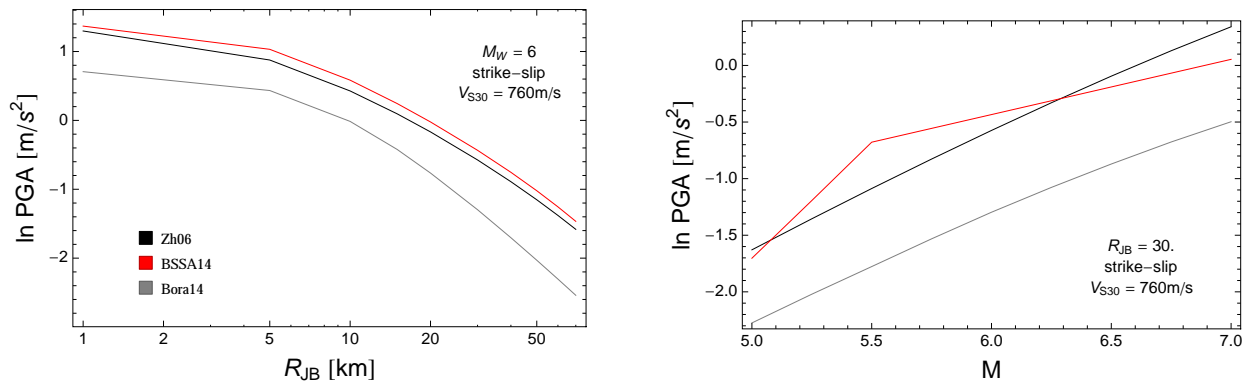 ln PGA [m/s²]
1
0
−1
−2
1
2
5
10
20
50
R_JB [km]
M_W = 6
strike−slip
V_S30 = 760m/s
Zh06
BSSA14
Bora14
ln PGA [m/s²]
0.0
−0.5
−1.0
−1.5
−2.0
5.0
5.5
6.0
6.5
7.0
M
R_JB = 30.
strike−slip
V_S30 = 760m/s